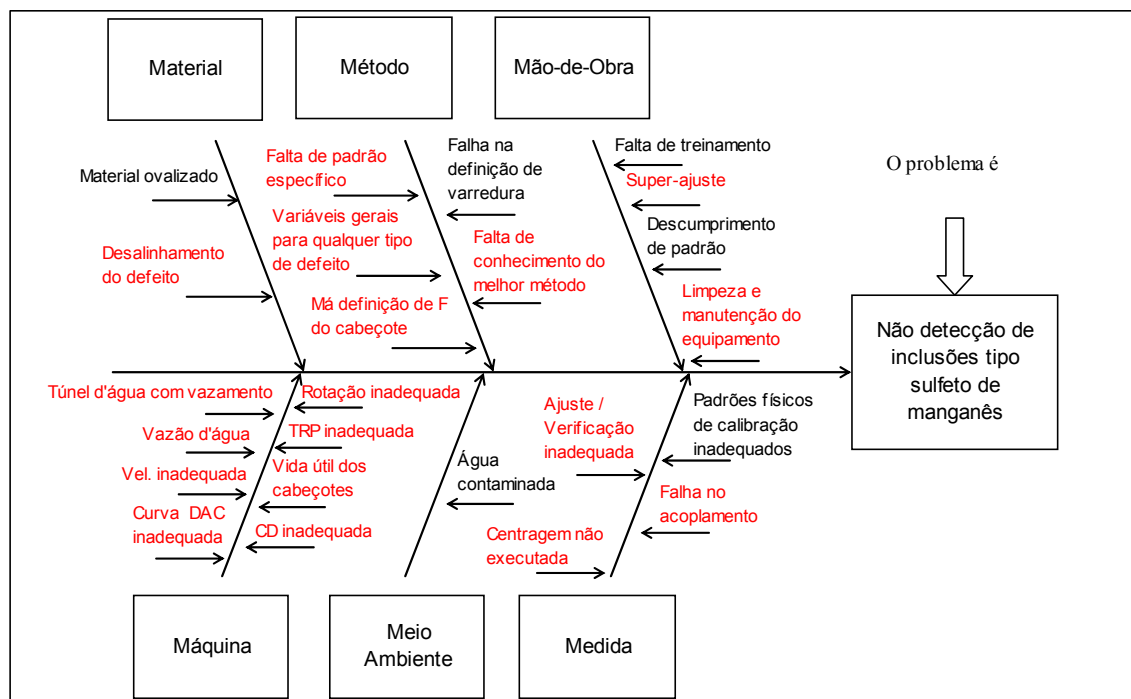 Material
Método
Mão-de-Obra
Material ovalizado
Desalinhamento
do defeito
Falta de padrão
específico
Variáveis gerais
para qualquer tipo
de defeito
Má definição de F
do cabeçote
Falha na
definição de
varredura
Falta de
conhecimento do
melhor método
Falta de treinamento
Super-ajuste
Descumprimento
de padrão
Limpeza e
manutenção do
equipamento
O problema é
Não detecção de
inclusões tipo
sulfeto de
manganês
Túnel d'água com vazamento
Vazão d'água
Vel. inadequada
Curva DAC
inadequada
Rotação inadequada
TRP inadequada
Vida útil dos
cabeçotes
CD inadequada
Água
contaminada
Ajuste /
Verificação
inadequada
Centragem não
executada
Padrões físicos
de calibração
inadequados
Falha no
acoplamento
Máquina
Meio
Ambiente
Medida